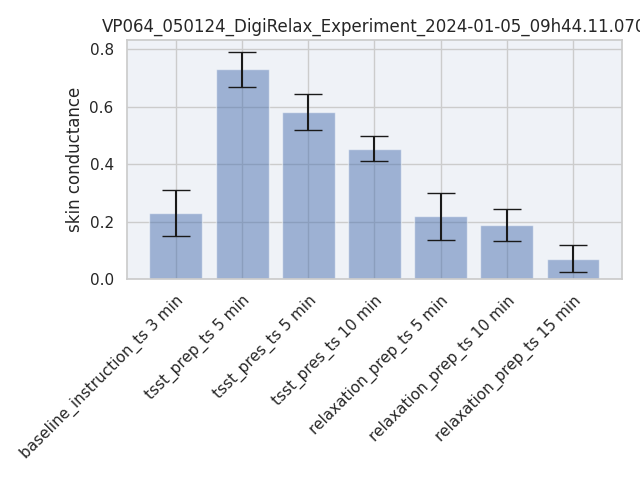 VP064_050124_DigiRelax_Experiment_2024-01-05_09h44.11.070
skin conductance
0.8
0.6
0.4
0.2
0.0
baseline_instruction_ts 3 min
tsst_prep_ts 5 min
tsst_pres_ts 5 min
tsst_pres_ts 10 min
relaxation_prep_ts 5 min
relaxation_prep_ts 10 min
relaxation_prep_ts 15 min